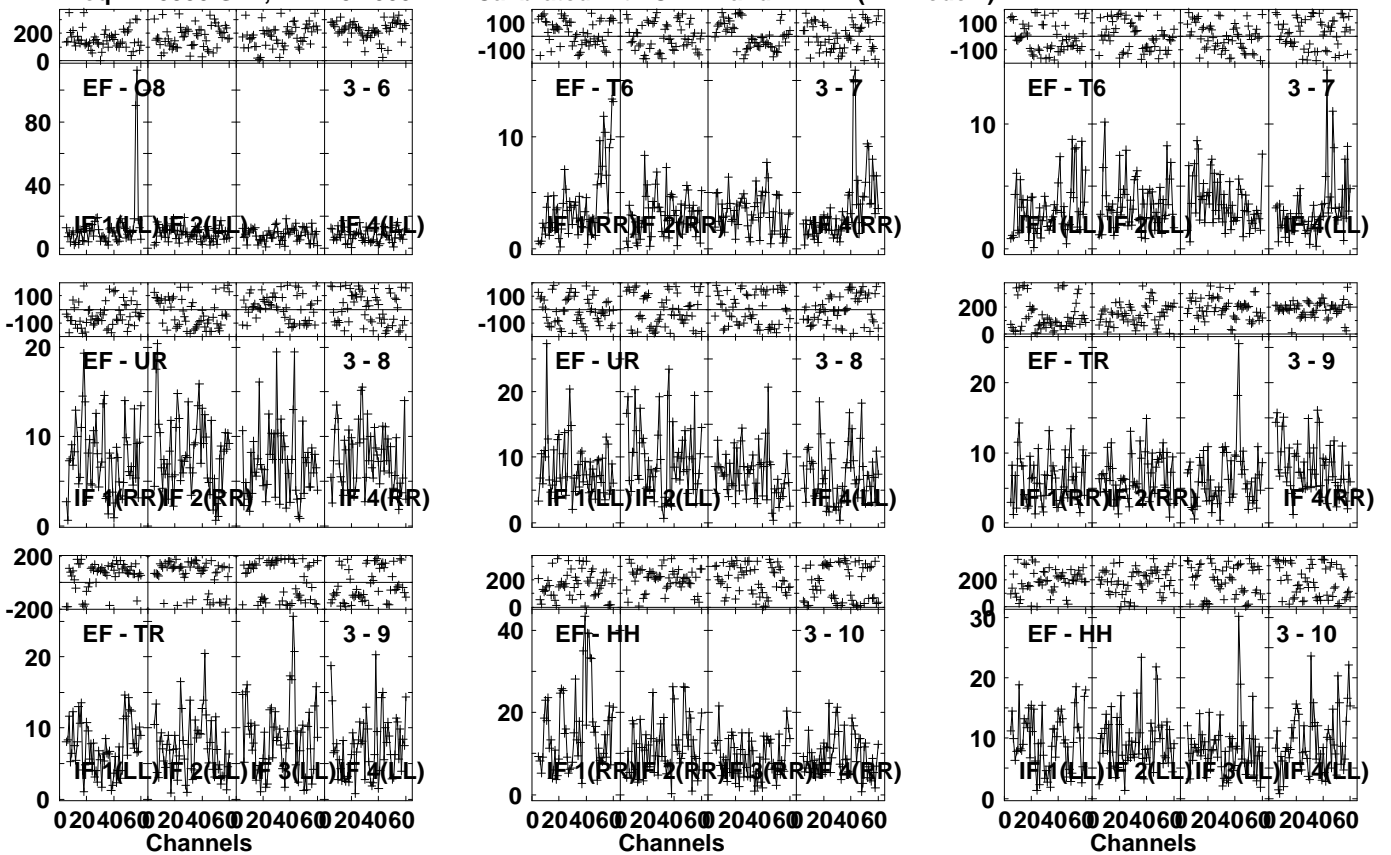 200
0
EF - O8
3 - 6
80
40
0
IF 1(LL)
IF 2(LL)
IF 4(LL)
100
-100
EF - T6
3 - 7
10
0
IF 1(RR)
IF 2(RR)
IF 4(RR)
100
-100
EF - T6
3 - 7
10
0
IF 1(LL)
IF 2(LL)
IF 4(LL)
100
-100
20
EF - UR
3 - 8
10
0
IF 1(RR)
IF 2(RR)
IF 4(RR)
100
-100
EF - UR
3 - 8
20
10
0
IF 1(LL)
IF 2(LL)
IF 4(LL)
200
0
EF - TR
3 - 9
20
10
0
IF 1(RR)
IF 2(RR)
IF 4(RR)
200
-200
EF - TR
3 - 9
20
10
0
IF 1(LL)
IF 2(LL)
IF 3(LL)
IF 4(LL)
0 20 40 60 0 20 40 60 0 20 40 60 0 20 40 60
Channels
200
0
EF - HH
3 - 10
40
20
0
IF 1(RR)
IF 2(RR)
IF 3(RR)
IF 4(RR)
0 20 40 60 0 20 40 60 0 20 40 60 0 20 40 60
Channels
200
0
30
EF - HH
3 - 10
20
10
0
IF 1(LL)
IF 2(LL)
IF 3(LL)
IF 4(LL)
0 20 40 60 0 20 40 60 0 20 40 60 0 20 40 60
Channels